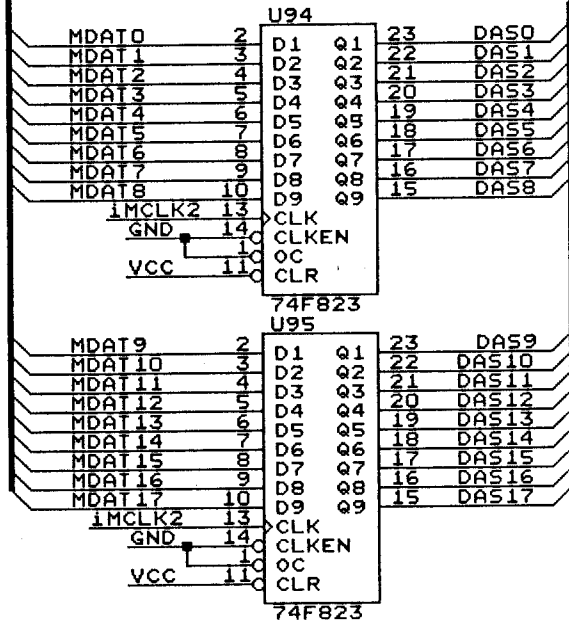 U94
MDAT0 2 D1 Q1 23 DAS0
MDAT1 3 D2 Q2 22 DAS1
MDAT2 4 D3 Q3 21 DAS2
MDAT3 5 D4 Q4 20 DAS3
MDAT4 6 D5 Q5 19 DAS4
MDAT5 7 D6 Q6 18 DAS5
MDAT6 8 D7 Q7 17 DAS6
MDAT7 9 D8 Q8 16 DAS7
MDAT8 10 D9 Q9 15 DAS8
iMCLK2 13 CLK
GND 14 CLKEN
1 OC
VCC 11 CLR
74F823
U95
MDAT9 2 D1 Q1 23 DAS9
MDAT10 3 D2 Q2 22 DAS10
MDAT11 4 D3 Q3 21 DAS11
MDAT12 5 D4 Q4 20 DAS12
MDAT13 6 D5 Q5 19 DAS13
MDAT14 7 D6 Q6 18 DAS14
MDAT15 8 D7 Q7 17 DAS15
MDAT16 9 D8 Q8 16 DAS16
MDAT17 10 D9 Q9 15 DAS17
iMCLK2 13 CLK
GND 14 CLKEN
1 OC
VCC 11 CLR
74F823